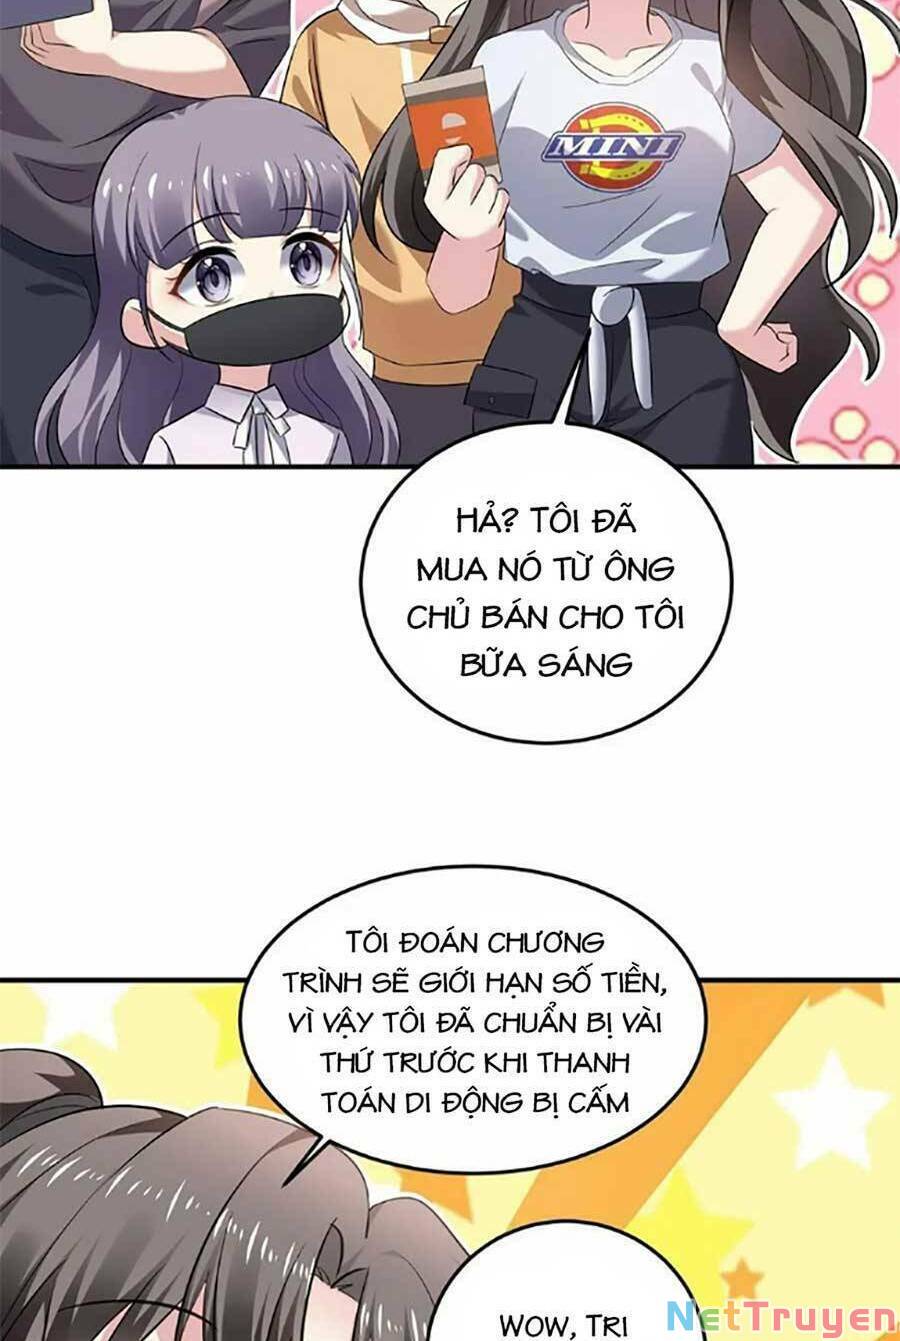 MINI
HẢ? TÔI ĐÃ
MUA NÓ TỪ ÔNG
CHỦ BÁN CHO TÔI
BỮA SÁNG
TÔI ĐOÁN CHƯƠNG
TRÌNH SẼ GIỚI HẠN SỐ TIỀN,
VÌ VẬY TÔI ĐÃ CHUẨN BỊ VÀI
THỨ TRƯỚC KHI THANH
TOÁN DI ĐỘNG BỊ CẤM
WOW, TRI
NetTruyen